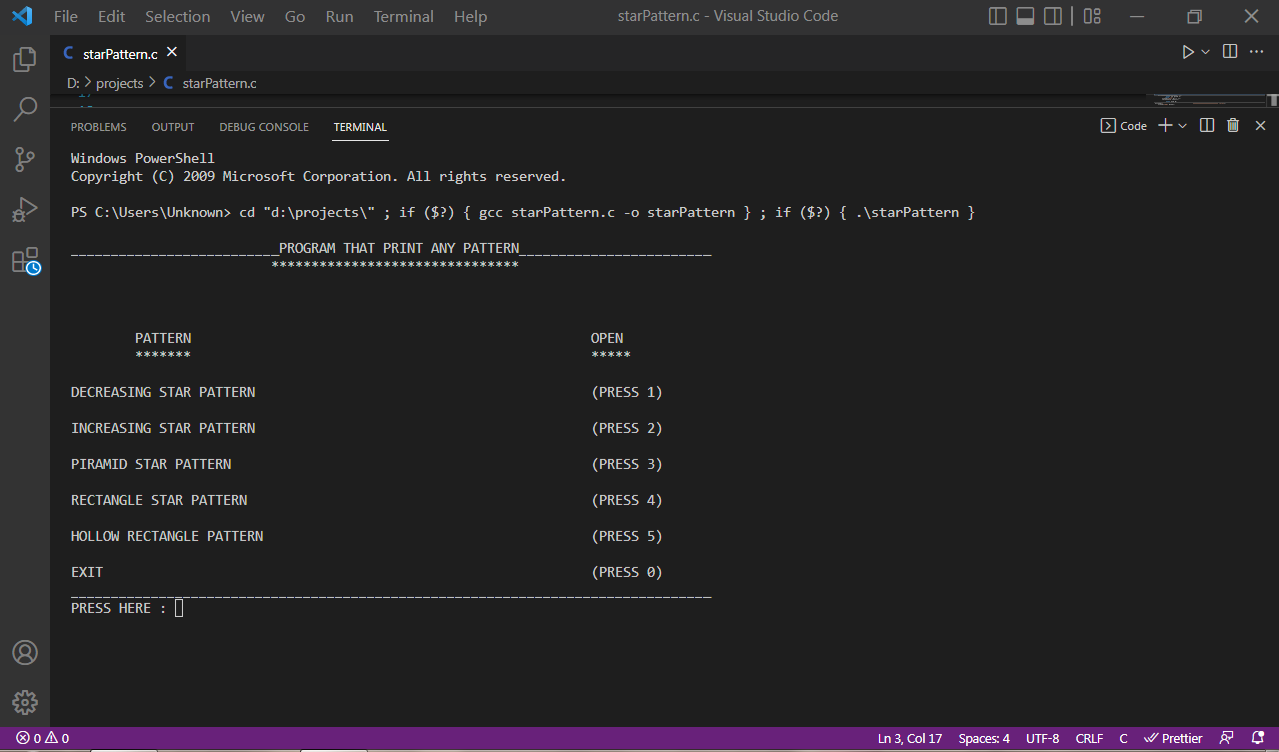 File Edit Selection View Go Run Terminal Help starPattern.c - Visual Studio Code
C starPattern.c
D: > projects > C starPattern.c
PROBLEMS OUTPUT DEBUG CONSOLE TERMINAL Code
Windows PowerShell
Copyright (C) 2009 Microsoft Corporation. All rights reserved.
PS C:\Users\Unknown> cd "d:\projects\" ; if ($?) { gcc starPattern.c -o starPattern } ; if ($?) { .\starPattern }
__________________________PROGRAM THAT PRINT ANY PATTERN________________________
*******************************
PATTERN OPEN
******* *****
DECREASING STAR PATTERN (PRESS 1)
INCREASING STAR PATTERN (PRESS 2)
PIRAMID STAR PATTERN (PRESS 3)
RECTANGLE STAR PATTERN (PRESS 4)
HOLLOW RECTANGLE PATTERN (PRESS 5)
EXIT (PRESS 0)
________________________________________________________________________________
PRESS HERE :
0 0 Ln 3, Col 17 Spaces: 4 UTF-8 CRLF C Prettier